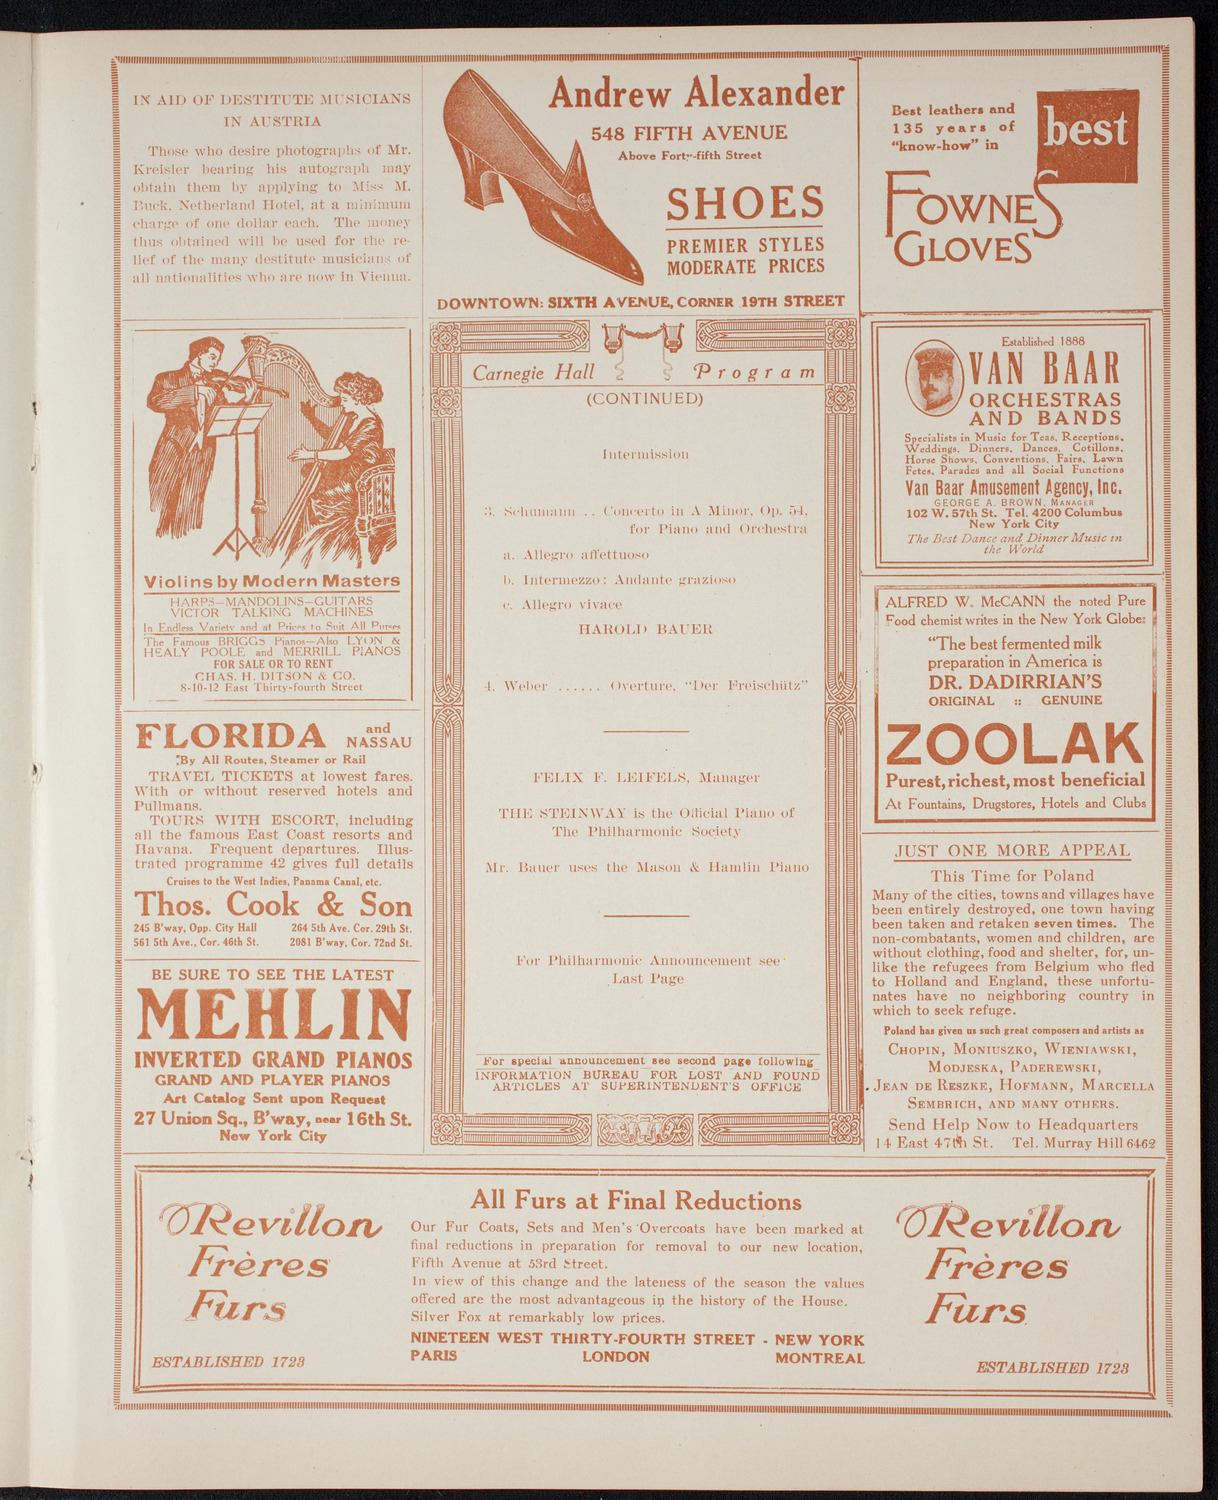 IN AID OF DESTITUTE MUSICIANS
IN AUSTRIA
Those who desire photographs of Mr.
Kreisler bearing his autograph may
obtain them by applying to Miss M.
Buck, Netherland Hotel, at a minimum
charge of one dollar each. The money
thus obtained will be used for the re-
lief of the many destitute musicians of
all nationalities who are now in Vienna.
Andrew Alexander
548 FIFTH AVENUE
Above Forty-fifth Street
SHOES
PREMIER STYLES
MODERATE PRICES
DOWNTOWN: SIXTH AVENUE, CORNER 19TH STREET
Best leathers and
135 years of
"know-how" in
best
FOWNES
GLOVES
Violins by Modern Masters
HARPS—MANDOLINS—GUITARS
VICTOR TALKING MACHINES
In Endless Variety and at Prices to Suit All Purses
The Famous BRIGGS Pianos—Also LYON &
HEALY POOLE and MERRILL PIANOS
FOR SALE OR TO RENT
CHAS. H. DITSON & CO.
8-10-12 East Thirty-fourth Street
FLORIDA and
NASSAU
By All Routes, Steamer or Rail
TRAVEL TICKETS at lowest fares.
With or without reserved hotels and
Pullmans.
TOURS WITH ESCORT, including
all the famous East Coast resorts and
Havana. Frequent departures. Illus-
trated programme 42 gives full details
Cruises to the West Indies, Panama Canal, etc.
Thos. Cook & Son
245 B'way, Opp. City Hall 264 5th Ave. Cor. 29th St.
561 5th Ave., Cor. 46th St. 2081 B'way, Cor. 72nd St.
BE SURE TO SEE THE LATEST
MEHLIN
INVERTED GRAND PIANOS
GRAND AND PLAYER PIANOS
Art Catalog Sent upon Request
27 Union Sq., B'way, near 16th St.
New York City
Carnegie Hall Program
(CONTINUED)
Intermission
3. Schumann .. Concerto in A Minor, Op. 54,
for Piano and Orchestra
a. Allegro affettuoso
b. Intermezzo: Andante grazioso
c. Allegro vivace
HAROLD BAUER
4. Weber ...... Overture, "Der Freischütz"
FELIX F. LEIFELS, Manager
THE STEINWAY is the Official Piano of
The Philharmonic Society
Mr. Bauer uses the Mason & Hamlin Piano
For Philharmonic Announcement see
Last Page
For special announcement see second page following
INFORMATION BUREAU FOR LOST AND FOUND
ARTICLES AT SUPERINTENDENT'S OFFICE
Established 1888
VAN BAAR
ORCHESTRAS
AND BANDS
Specialists in Music for Teas, Receptions,
Weddings, Dinners, Dances, Cotillons,
Horse Shows, Conventions, Fairs, Lawn
Fetes, Parades and all Social Functions
Van Baar Amusement Agency, Inc.
GEORGE A. BROWN, MANAGER
102 W. 57th St. Tel. 4200 Columbus
New York City
The Best Dance and Dinner Music in
the World
ALFRED W. McCANN the noted Pure
Food chemist writes in the New York Globe:
"The best fermented milk
preparation in America is
DR. DADIRRIAN'S
ORIGINAL :: GENUINE
ZOOLAK
Purest, richest, most beneficial
At Fountains, Drugstores, Hotels and Clubs
JUST ONE MORE APPEAL
This Time for Poland
Many of the cities, towns and villages have
been entirely destroyed, one town having
been taken and retaken seven times. The
non-combatants, women and children, are
without clothing, food and shelter, for, un-
like the refugees from Belgium who fled
to Holland and England, these unfortu-
nates have no neighboring country in
which to seek refuge.
Poland has given us such great composers and artists as
CHOPIN, MONIUSZKO, WIENIAWSKI,
MODJESKA, PADEREWSKI,
JEAN DE RESZKE, HOFMANN, MARCELLA
SEMBRICH, AND MANY OTHERS.
Send Help Now to Headquarters
14 East 47th St. Tel. Murray Hill 6462
Revillon
Frères
Furs
ESTABLISHED 1723
All Furs at Final Reductions
Our Fur Coats, Sets and Men's Overcoats have been marked at
final reductions in preparation for removal to our new location,
Fifth Avenue at 53rd Street.
In view of this change and the lateness of the season the values
offered are the most advantageous in the history of the House.
Silver Fox at remarkably low prices.
NINETEEN WEST THIRTY-FOURTH STREET - NEW YORK
PARIS LONDON MONTREAL
Revillon
Frères
Furs
ESTABLISHED 1723